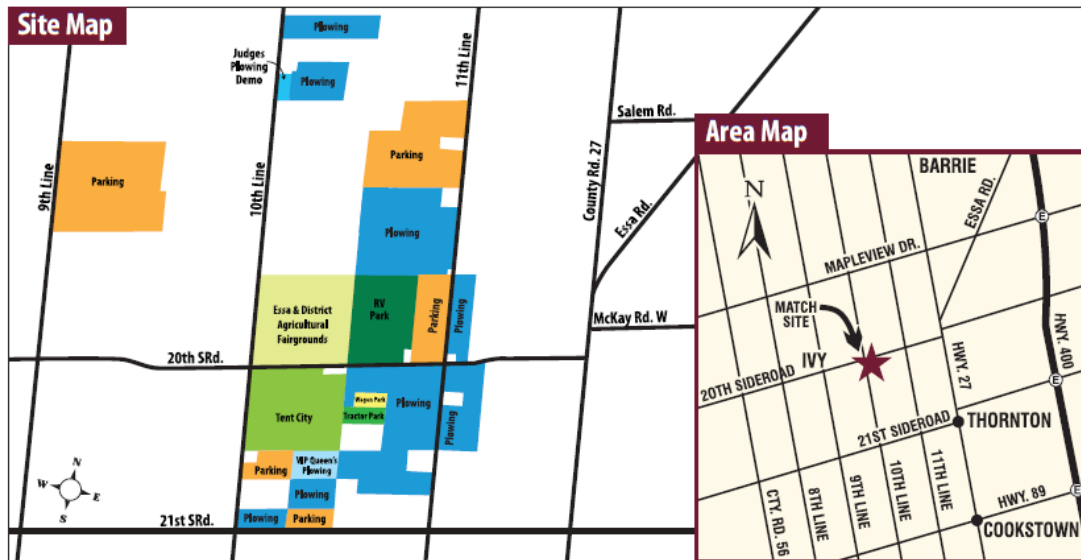 Site Map
Plowing
Judges
Plowing
Demo
Plowing
11th Line
Salem Rd.
9th Line
Parking
10th Line
Parking
County Rd. 27
Essa Rd.
Plowing
Essa & District
Agricultural
Fairgrounds
RV
Park
Parking
Plowing
McKay Rd. W
20th SRd.
Tent City
Wagon Park
Tractor Park
Plowing
Plowing
Parking
VIP Queen's
Plowing
Plowing
N
W
E
S
21st SRd.
Plowing
Parking
Area Map
BARRIE
N
ESSA RD.
E
MAPLEVIEW DR.
MATCH
SITE
IVY
20TH SIDEROAD
HWY. 27
HWY. 400
E
21ST SIDEROAD
THORNTON
CTY. RD. 56
8TH LINE
9TH LINE
10TH LINE
11TH LINE
HWY. 89
E
COOKSTOWN